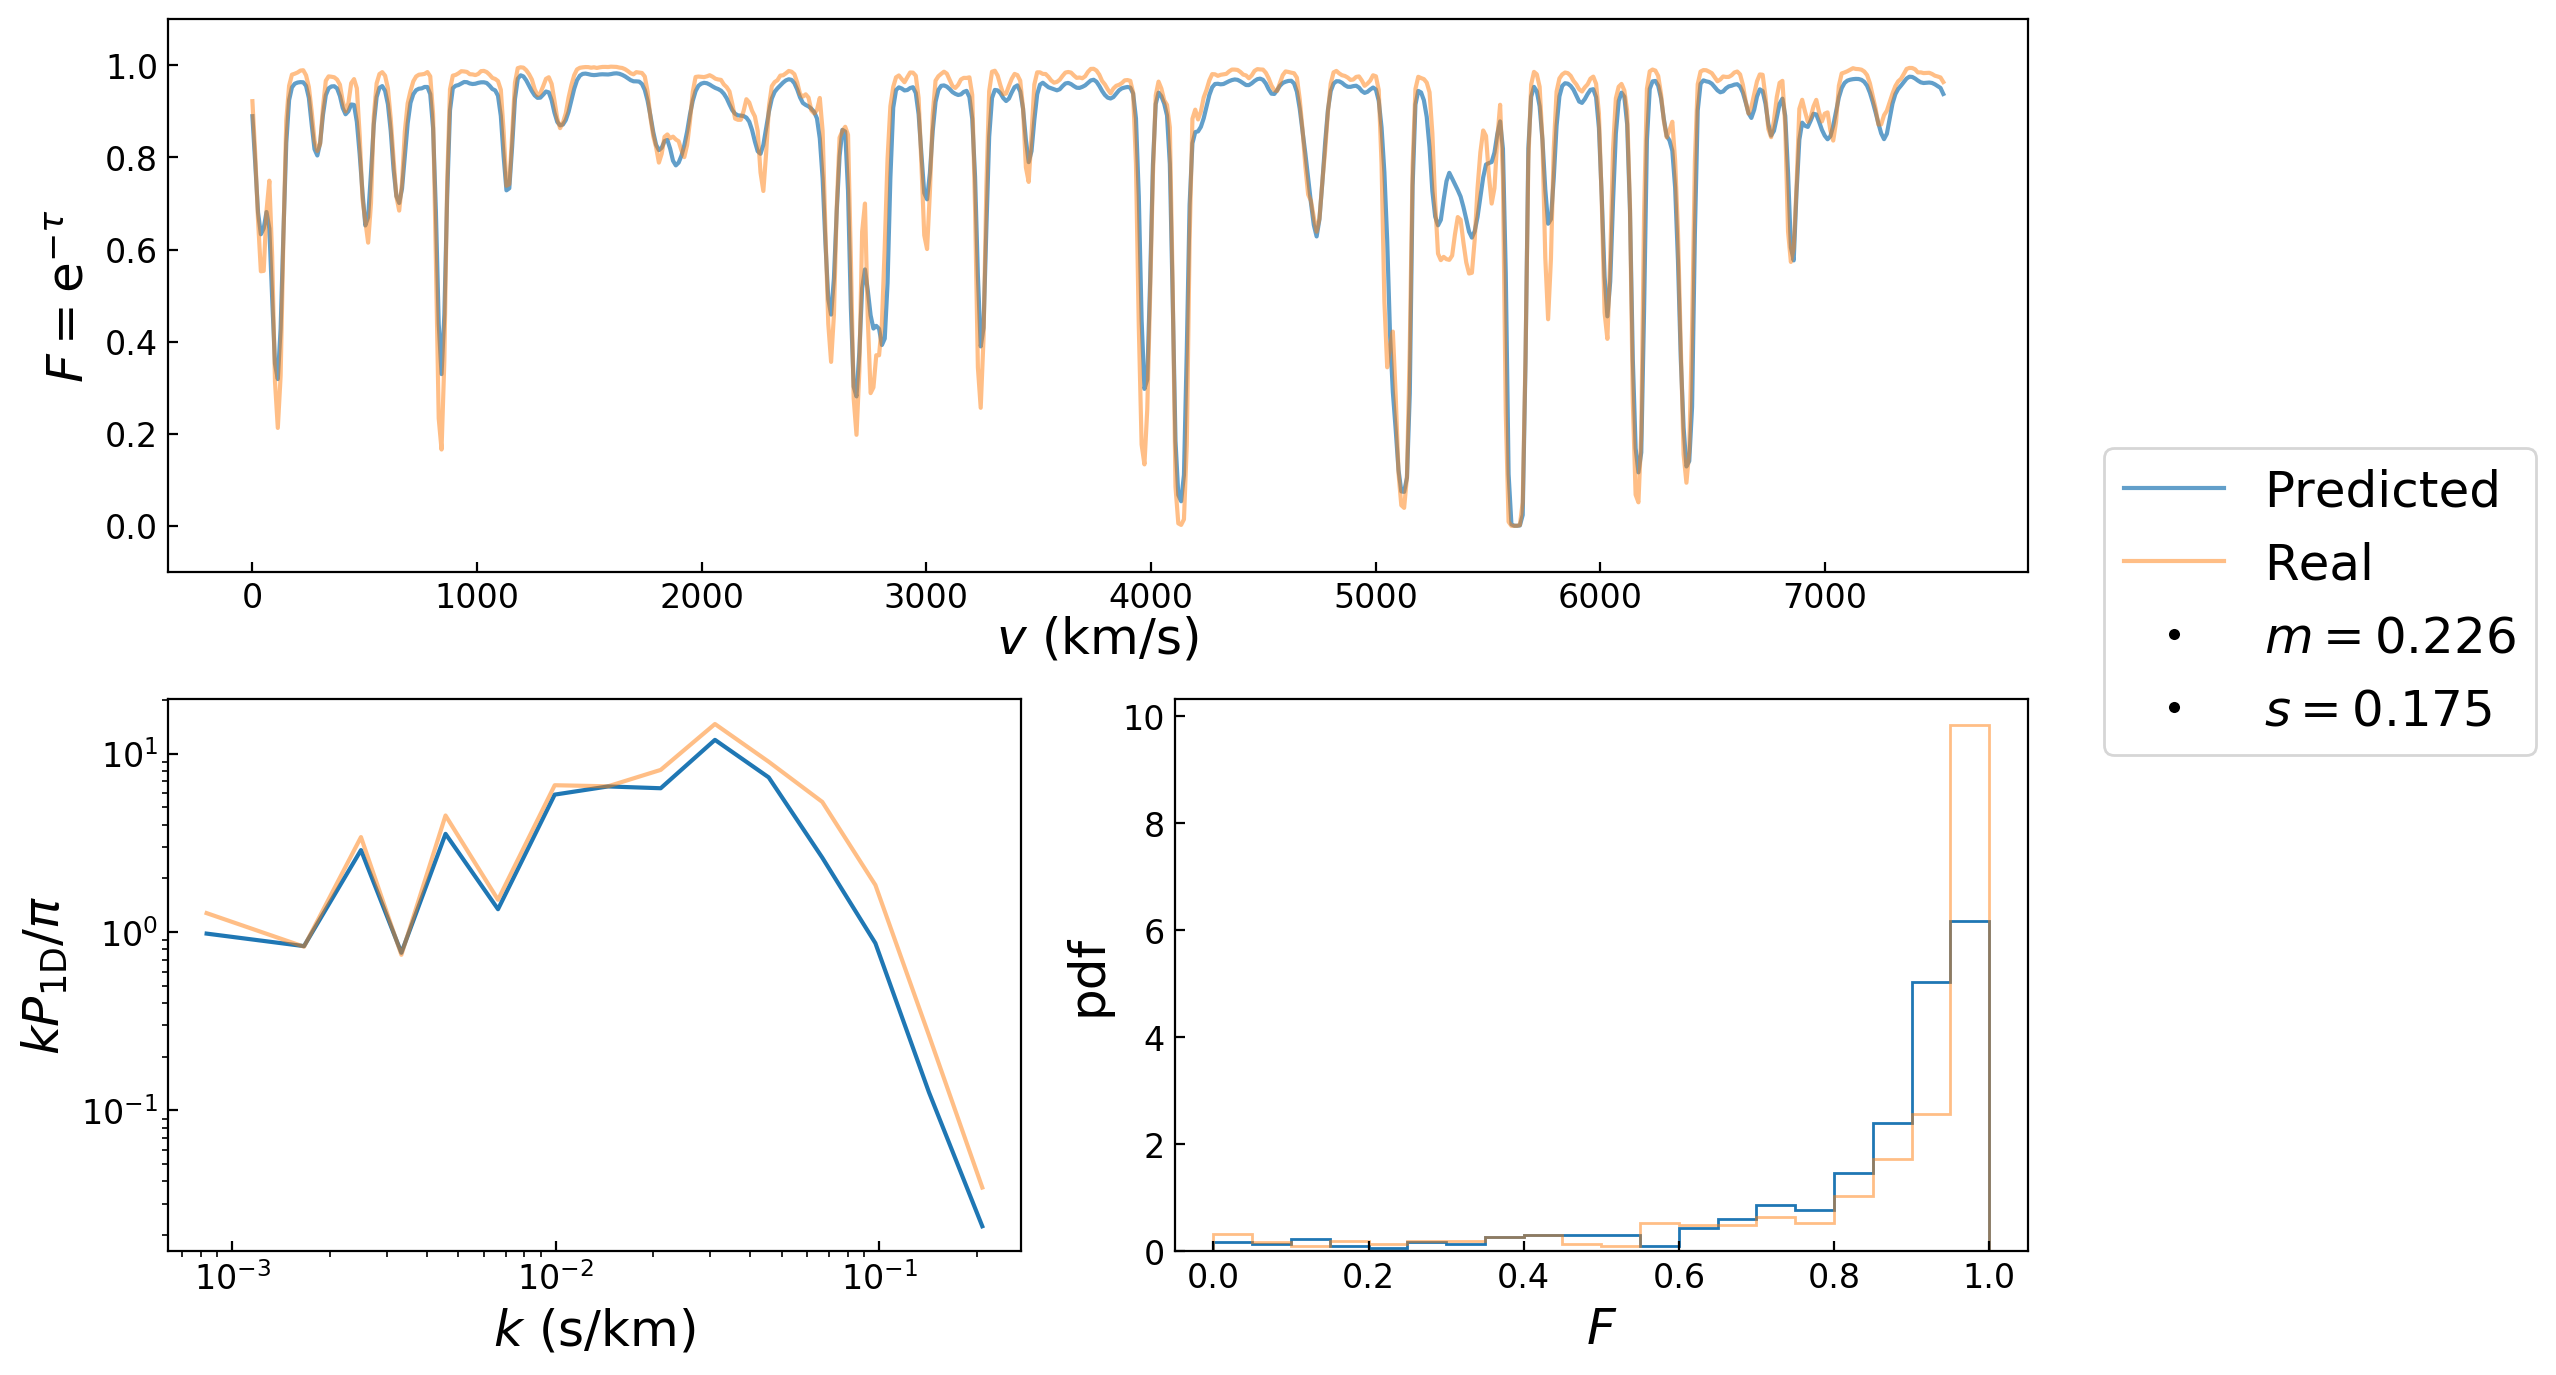 F = e^{-τ}
1.0
0.8
0.6
0.4
0.2
0.0
0 1000 2000 3000 4000 5000 6000 7000
v (km/s)
Predicted
Real
m = 0.226
s = 0.175
kP_{1D}/π
10^1
10^0
10^{-1}
10^{-3} 10^{-2} 10^{-1}
k (s/km)
pdf
10
8
6
4
2
0
0.0 0.2 0.4 0.6 0.8 1.0
F